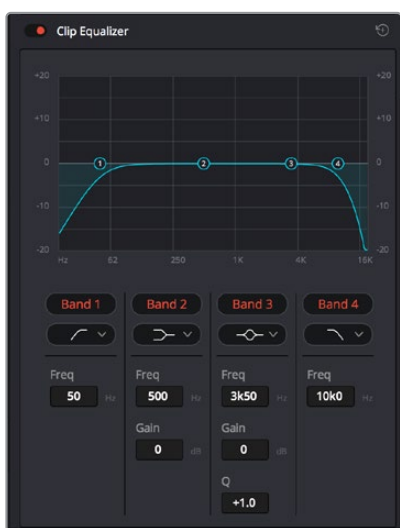 Clip Equalizer
+20 +20
+10 +10
0 1 2 3 4 0
-10 -10
-20 -20
Hz 62 250 1K 4K 16K
Band 1 Band 2 Band 3 Band 4
Freq Freq Freq Freq
50 Hz 500 Hz 3k50 Hz 10k0 Hz
Gain Gain
0 dB 0 dB
Q
+1.0